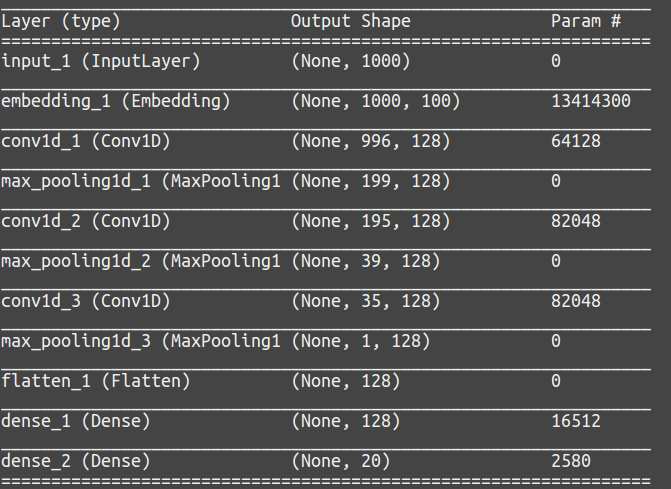 Layer (type) Output Shape Param #
=================================================================
input_1 (InputLayer) (None, 1000) 0
_________________________________________________________________
embedding_1 (Embedding) (None, 1000, 100) 13414300
_________________________________________________________________
conv1d_1 (Conv1D) (None, 996, 128) 64128
_________________________________________________________________
max_pooling1d_1 (MaxPooling1 (None, 199, 128) 0
_________________________________________________________________
conv1d_2 (Conv1D) (None, 195, 128) 82048
_________________________________________________________________
max_pooling1d_2 (MaxPooling1 (None, 39, 128) 0
_________________________________________________________________
conv1d_3 (Conv1D) (None, 35, 128) 82048
_________________________________________________________________
max_pooling1d_3 (MaxPooling1 (None, 1, 128) 0
_________________________________________________________________
flatten_1 (Flatten) (None, 128) 0
_________________________________________________________________
dense_1 (Dense) (None, 128) 16512
_________________________________________________________________
dense_2 (Dense) (None, 20) 2580
=================================================================